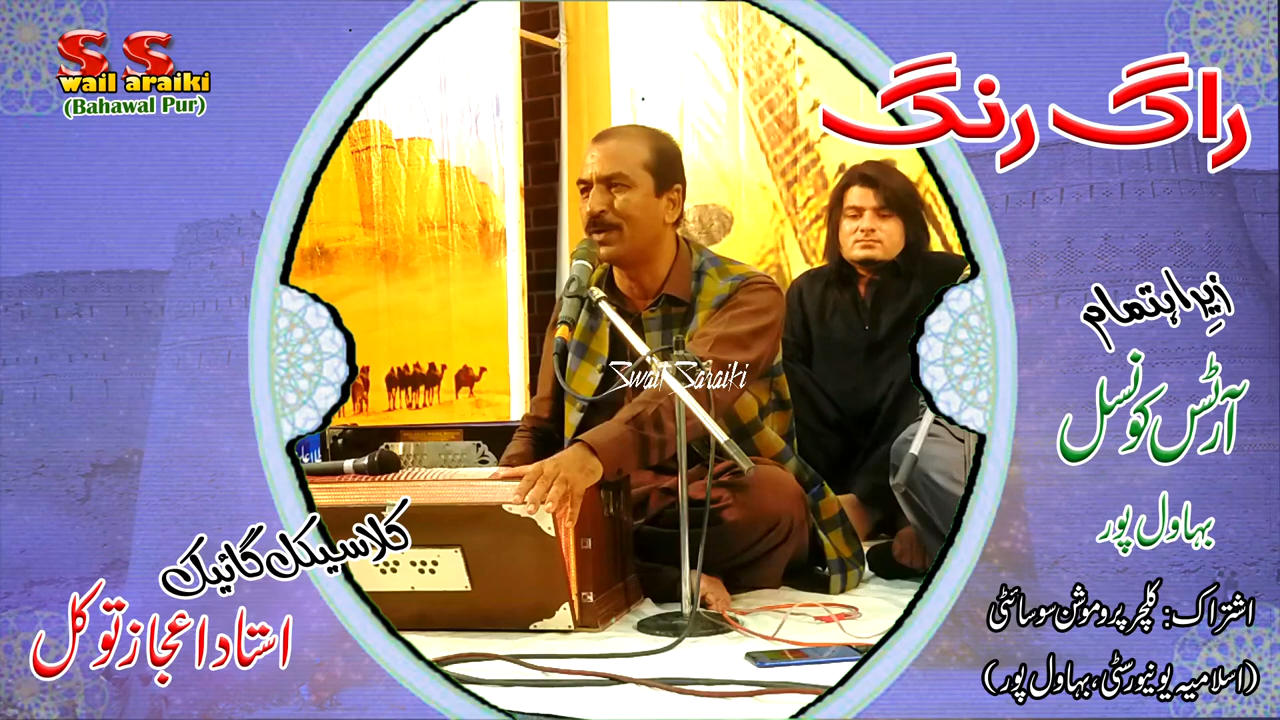 S S
wail araiki
(Bahawal Pur)
راگ رنگ
زیرِ اہتمام
آرٹس کونسل
بہاول پور
اشتراک: کلچر پروموشن سوسائٹی
(اسلامیہ یونیورسٹی، بہاول پور)
Swail Saraiki
کلاسیکل گائیک
استاد اعجاز توکل